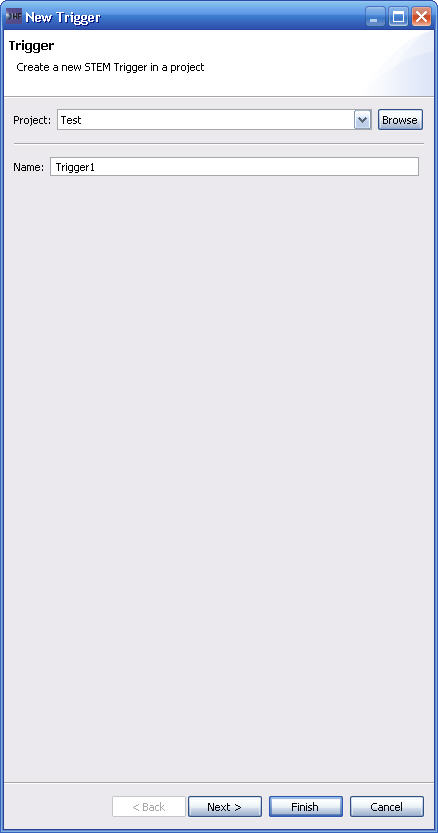 New Trigger
Trigger
Create a new STEM Trigger in a project
Project: Test Browse
Name: Trigger1
< Back Next > Finish Cancel